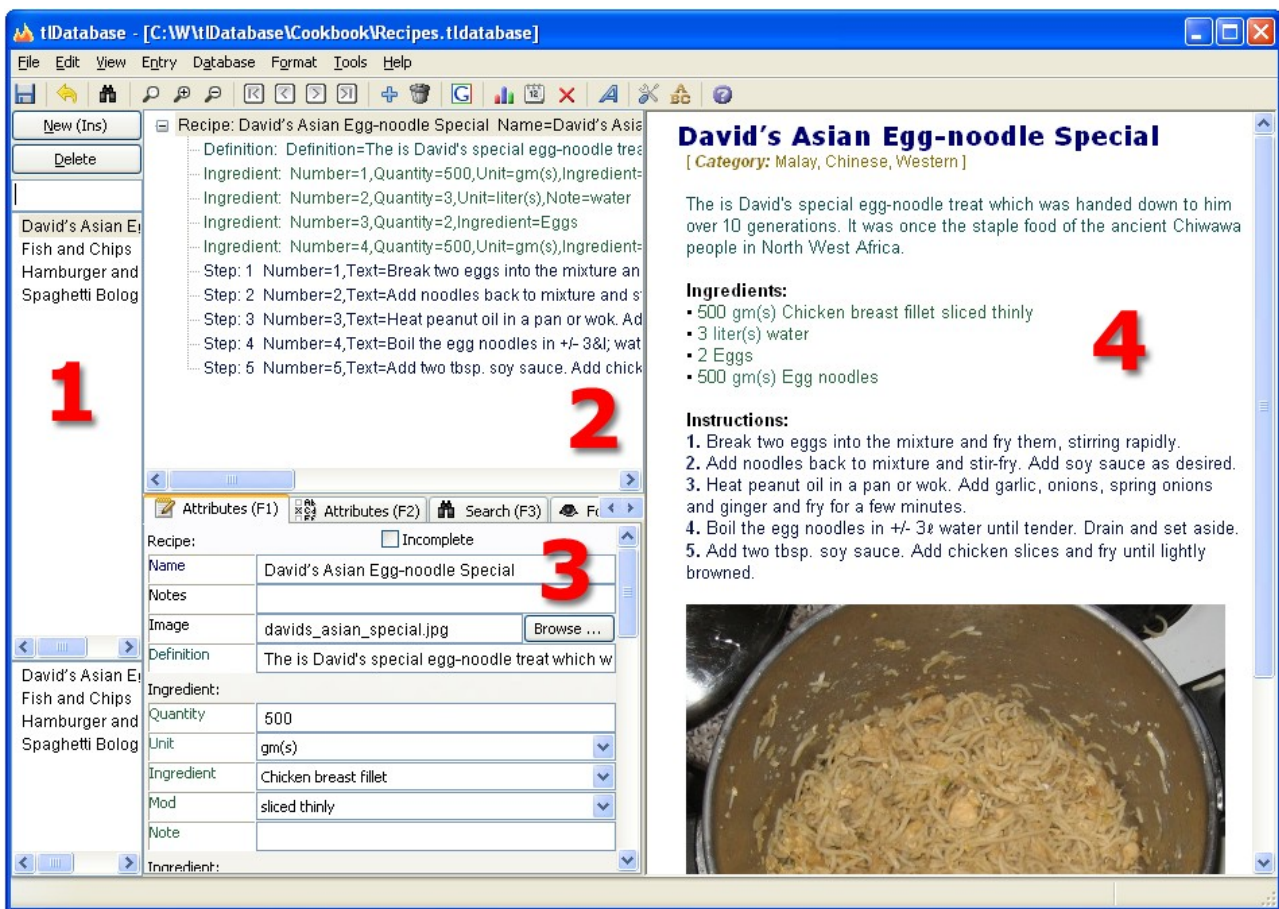 tlDatabase - [C:\W\tlDatabase\Cookbook\Recipes.tldatabase]
File Edit View Entry Database Format Tools Help
New (Ins)
Delete
David's Asian E
Fish and Chips
Hamburger and
Spaghetti Bolog
1
David's Asian E
Fish and Chips
Hamburger and
Spaghetti Bolog
Recipe: David's Asian Egg-noodle Special Name=David's Asia
Definition: Definition=The is David's special egg-noodle trea
Ingredient: Number=1,Quantity=500,Unit=gm(s),Ingredient=
Ingredient: Number=2,Quantity=3,Unit=liter(s),Note=water
Ingredient: Number=3,Quantity=2,Ingredient=Eggs
Ingredient: Number=4,Quantity=500,Unit=gm(s),Ingredient=
Step: 1 Number=1,Text=Break two eggs into the mixture an
Step: 2 Number=2,Text=Add noodles back to mixture and s
Step: 3 Number=3,Text=Heat peanut oil in a pan or wok. Ad
Step: 4 Number=4,Text=Boil the egg noodles in +/- 3&l; wat
Step: 5 Number=5,Text=Add two tbsp. soy sauce. Add chick
2
Attributes (F1) Attributes (F2) Search (F3) Fo
Recipe: Incomplete
3
Name David's Asian Egg-noodle Special
Notes
Image davids_asian_special.jpg Browse ...
Definition The is David's special egg-noodle treat which w
Ingredient:
Quantity 500
Unit gm(s)
Ingredient Chicken breast fillet
Mod sliced thinly
Note
Ingredient:
David's Asian Egg-noodle Special
[ Category: Malay, Chinese, Western ]
The is David's special egg-noodle treat which was handed down to him
over 10 generations. It was once the staple food of the ancient Chiwawa
people in North West Africa.
Ingredients:
▪ 500 gm(s) Chicken breast fillet sliced thinly
▪ 3 liter(s) water
▪ 2 Eggs
▪ 500 gm(s) Egg noodles
4
Instructions:
1. Break two eggs into the mixture and fry them, stirring rapidly.
2. Add noodles back to mixture and stir-fry. Add soy sauce as desired.
3. Heat peanut oil in a pan or wok. Add garlic, onions, spring onions
and ginger and fry for a few minutes.
4. Boil the egg noodles in +/- 3ℓ water until tender. Drain and set aside.
5. Add two tbsp. soy sauce. Add chicken slices and fry until lightly
browned.